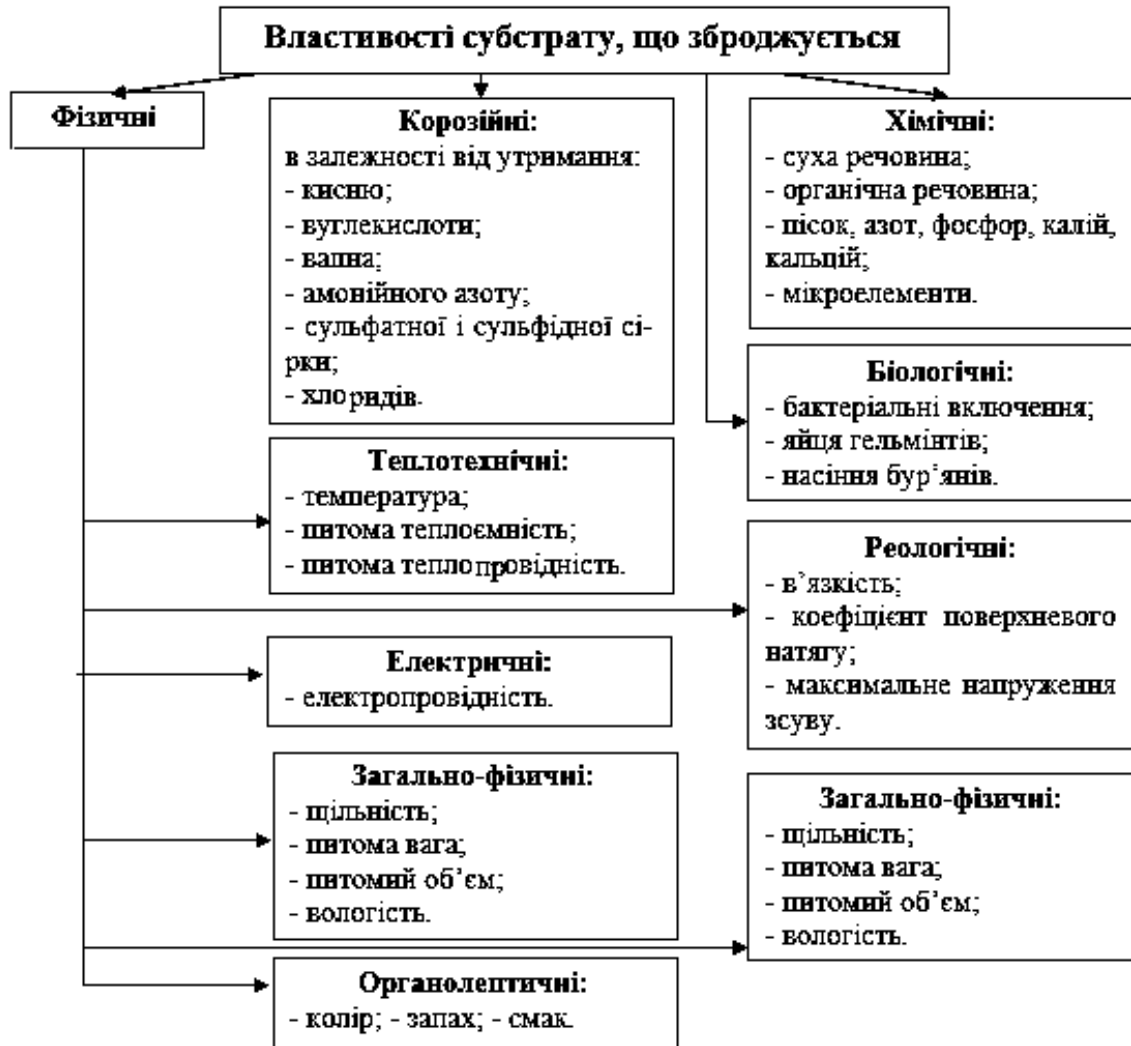 Властивості субстрату, що зброджується
Фізичні
Корозійні:
в залежності від утримання:
- кисню;
- вуглекислоти;
- вапна;
- амонійного азоту;
- сульфатної і сульфідної сі-
рки;
- хлоридів.
Хімічні:
- суха речовина;
- органічна речовина;
- пісок, азот, фосфор, калій,
кальцій;
- мікроелементи.
Біологічні:
- бактеріальні включення;
- яйця гельмінтів;
- насіння бур’янів.
Теплотехнічні:
- температура;
- питома теплоємність;
- питома теплопровідність.
Реологічні:
- в’язкість;
- коефіцієнт поверхневого
натягу;
- максимальне напруження
зсуву.
Електричні:
- електропровідність.
Загально-фізичні:
- щільність;
- питома вага;
- питомий об’єм;
- вологість.
Загально-фізичні:
- щільність;
- питома вага;
- питомий об’єм;
- вологість.
Органолептичні:
- колір; - запах; - смак.